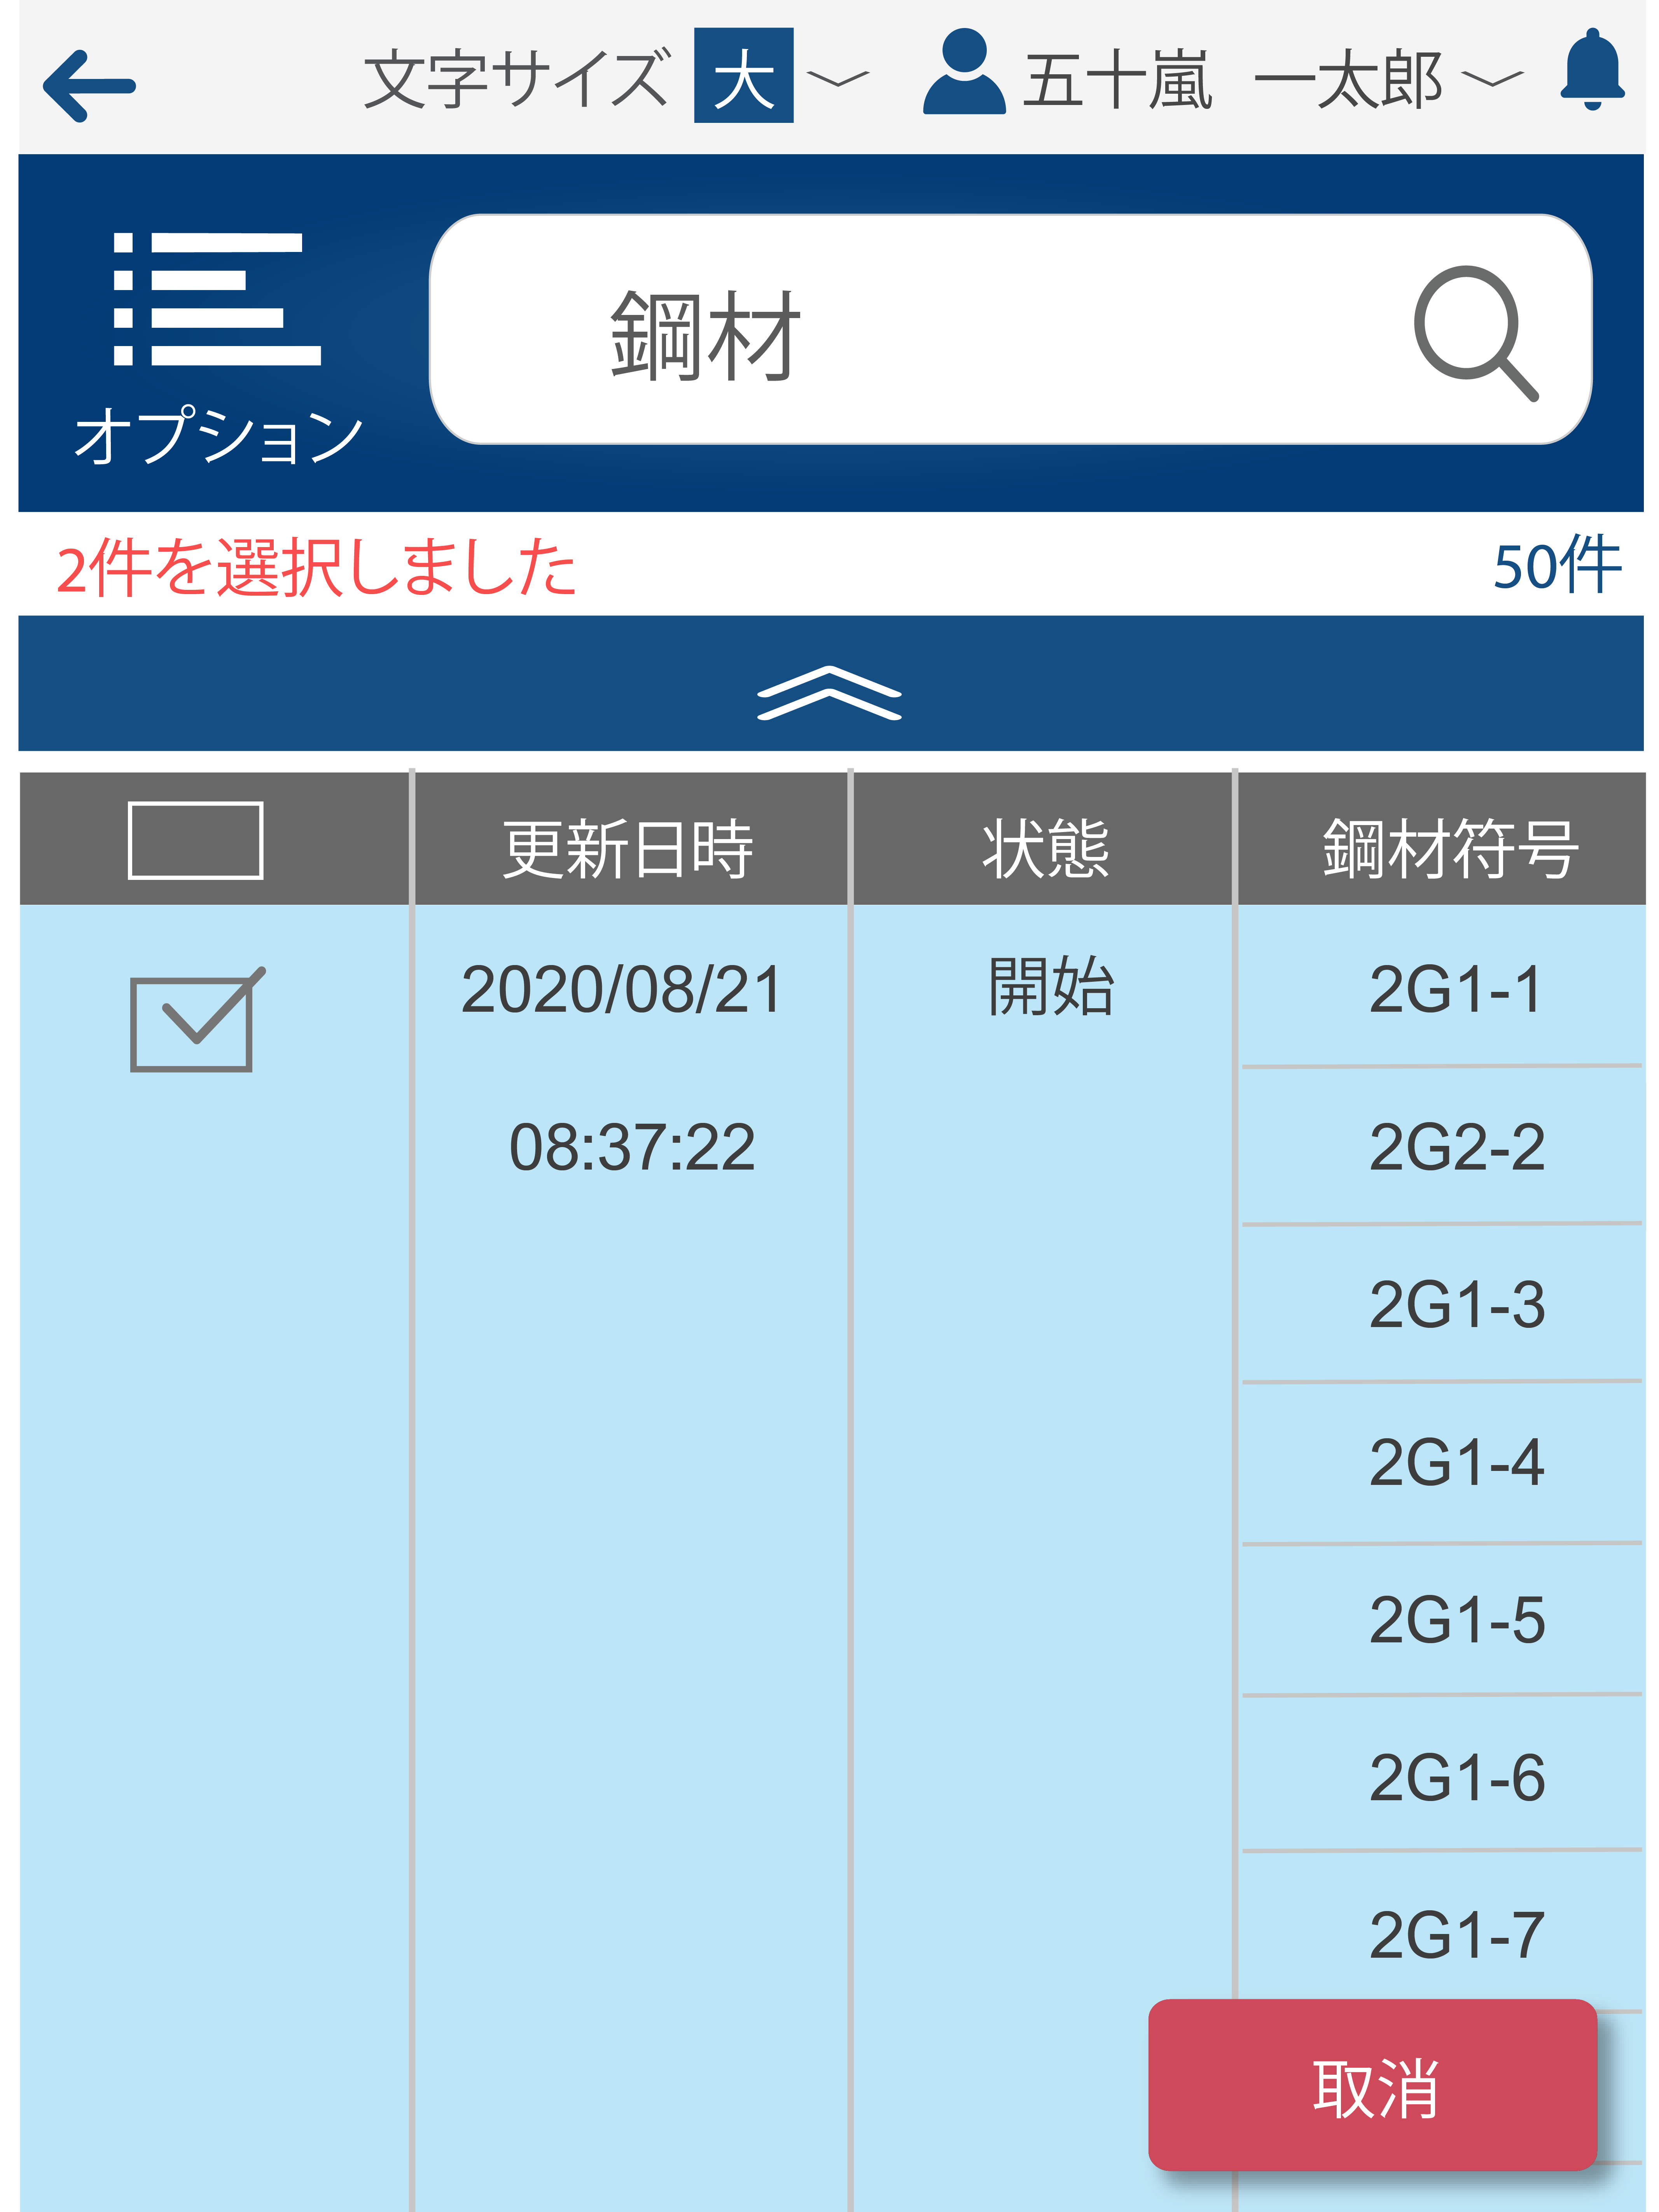 文字サイズ 大 五十嵐 一太郎
鋼材
オプション
2件を選択しました 50件
更新日時 状態 鋼材符号
2020/08/21 開始 2G1-1
08:37:22 2G2-2
2G1-3
2G1-4
2G1-5
2G1-6
2G1-7
取消